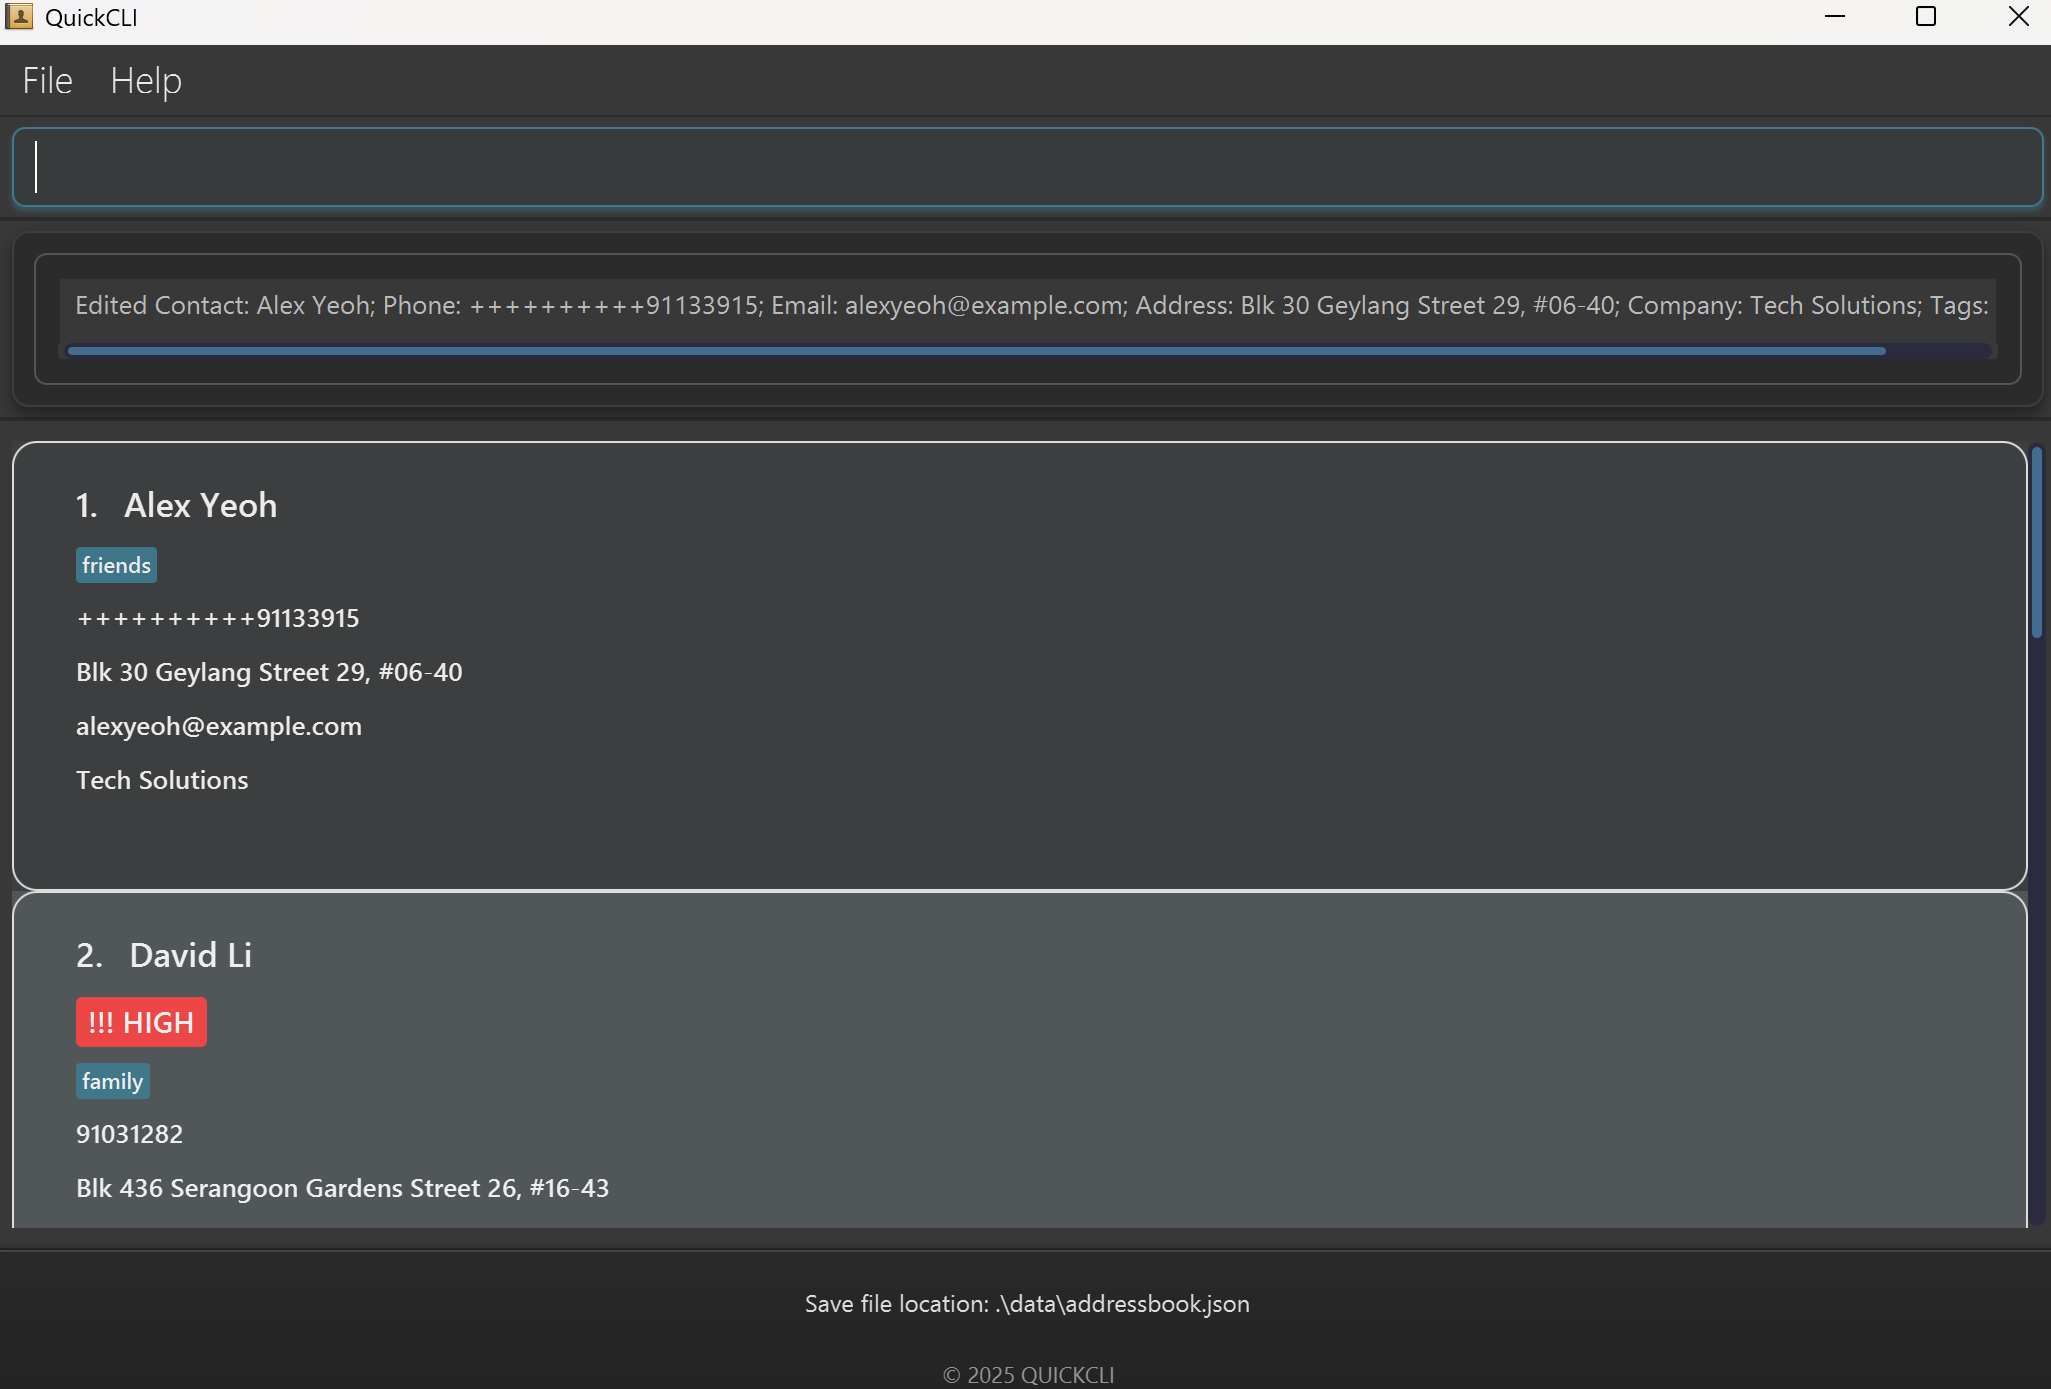 QuickCLI
File Help
Edited Contact: Alex Yeoh; Phone: ++++++++++91133915; Email: alexyeoh@example.com; Address: Blk 30 Geylang Street 29, #06-40; Company: Tech Solutions; Tags:
1. Alex Yeoh
friends
++++++++++91133915
Blk 30 Geylang Street 29, #06-40
alexyeoh@example.com
Tech Solutions
2. David Li
!!! HIGH
family
91031282
Blk 436 Serangoon Gardens Street 26, #16-43
Save file location: .\data\addressbook.json
© 2025 QUICKCLI